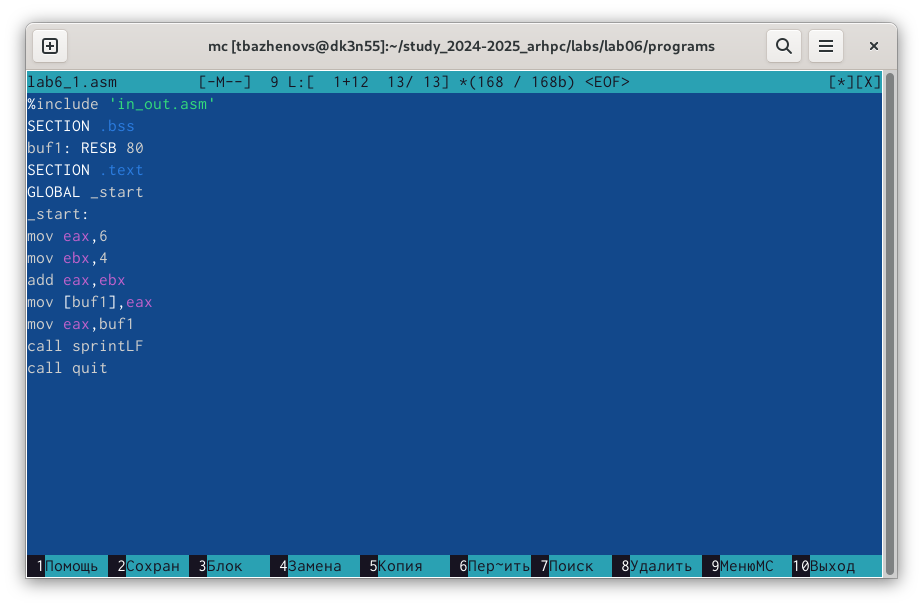 mc [tbazhenovs@dk3n55]:~/study_2024-2025_arhpc/labs/lab06/programs
lab6_1.asm [-M--] 9 L:[ 1+12 13/ 13] *(168 / 168b) <EOF> [*][X]
%include 'in_out.asm'
SECTION .bss
buf1: RESB 80
SECTION .text
GLOBAL _start
_start:
mov eax,6
mov ebx,4
add eax,ebx
mov [buf1],eax
mov eax,buf1
call sprintLF
call quit
1Помощь 2Сохран 3Блок 4Замена 5Копия 6Пер~ить 7Поиск 8Удалить 9МенюМС 10Выход